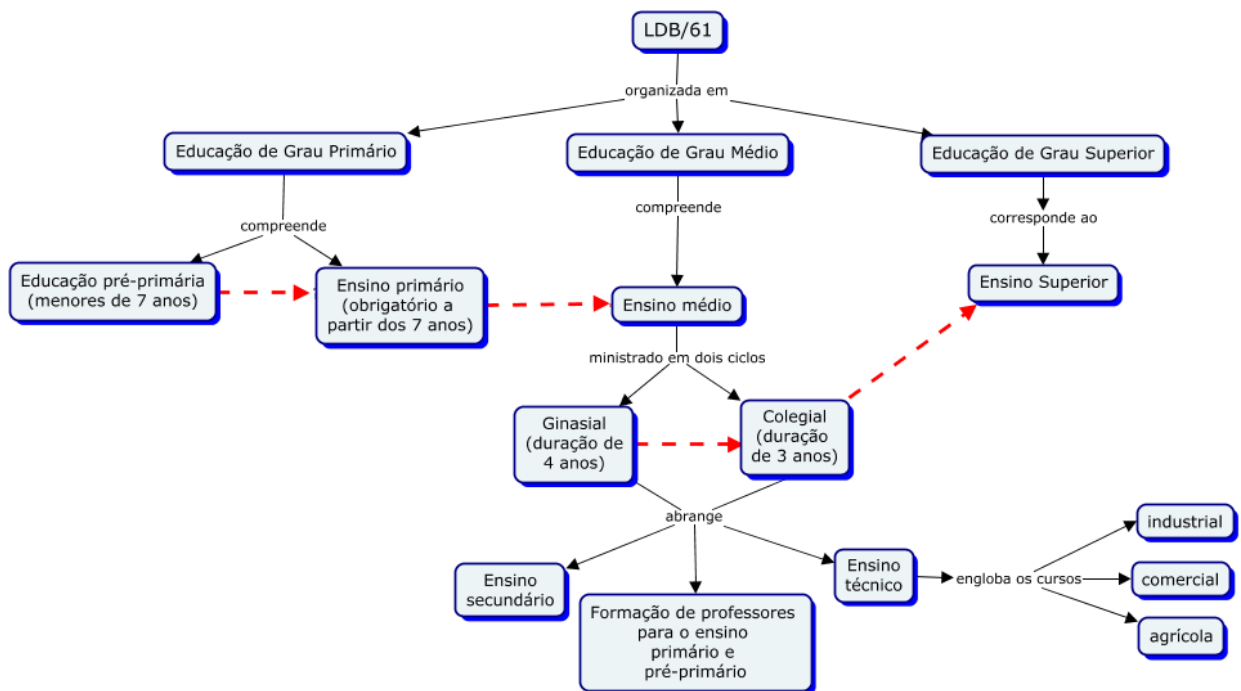 LDB/61
organizada em
Educação de Grau Primário
Educação de Grau Médio
Educação de Grau Superior
compreende
compreende
corresponde ao
Educação pré-primária
(menores de 7 anos)
Ensino primário
(obrigatório a
partir dos 7 anos)
Ensino médio
Ensino Superior
ministrado em dois ciclos
Ginasial
(duração de
4 anos)
Colegial
(duração
de 3 anos)
abrange
Ensino
secundário
Formação de professores
para o ensino
primário e
pré-primário
Ensino
técnico
engloba os cursos
industrial
comercial
agrícola